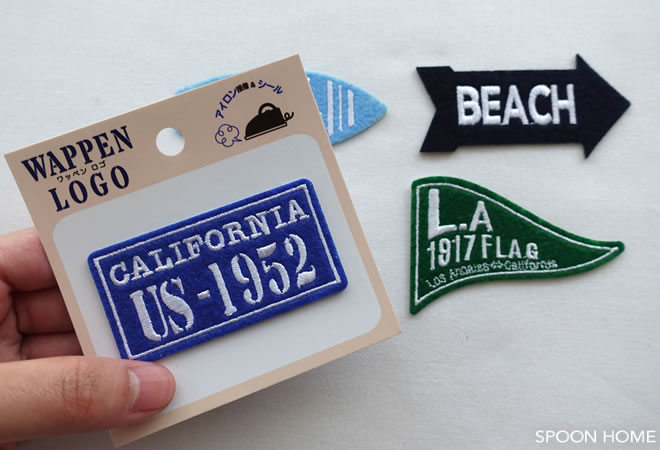 WAPPEN
ワッペン ロゴ
LOGO
アイロン接着 & シール
CALIFORNIA
US-1952
BEACH
L.A
1917 FLAG
Los Angeles⇔California
SPOON HOME